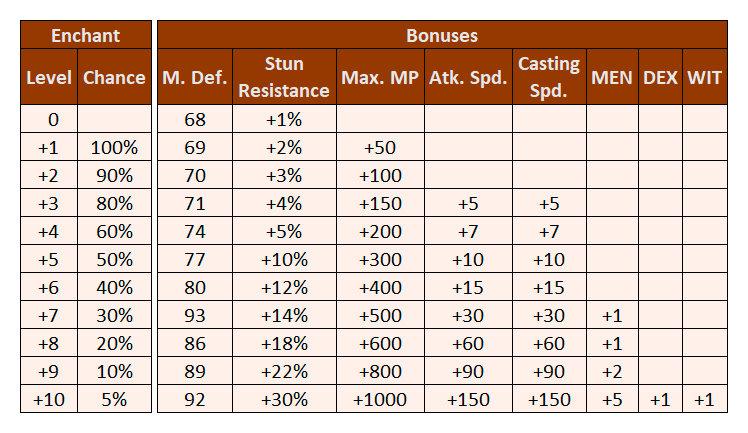 Enchant Bonuses
Level Chance M. Def. Stun Resistance Max. MP Atk. Spd. Casting Spd. MEN DEX WIT
0 68 +1%
+1 100% 69 +2% +50
+2 90% 70 +3% +100
+3 80% 71 +4% +150 +5 +5
+4 60% 74 +5% +200 +7 +7
+5 50% 77 +10% +300 +10 +10
+6 40% 80 +12% +400 +15 +15
+7 30% 93 +14% +500 +30 +30 +1
+8 20% 86 +18% +600 +60 +60 +1
+9 10% 89 +22% +800 +90 +90 +2
+10 5% 92 +30% +1000 +150 +150 +5 +1 +1